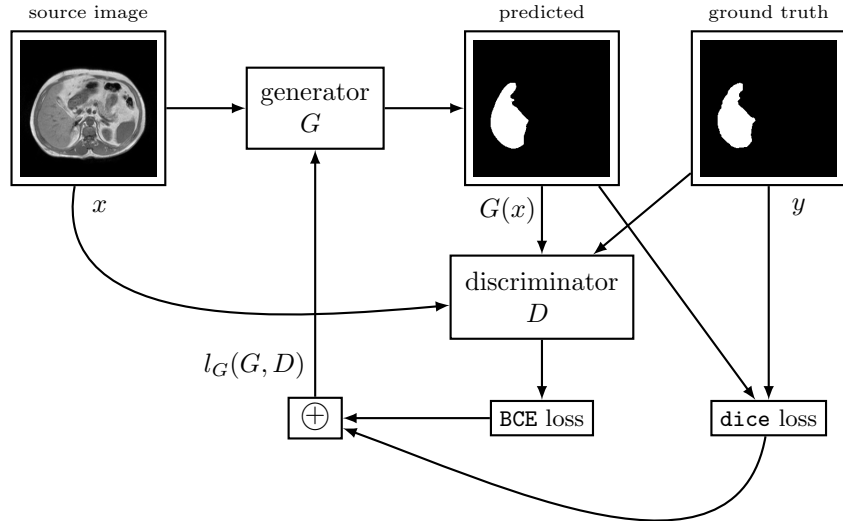 source image
predicted
ground truth
generator
G
x
G(x)
y
discriminator
D
l_G(G, D)
⊕
BCE loss
dice loss